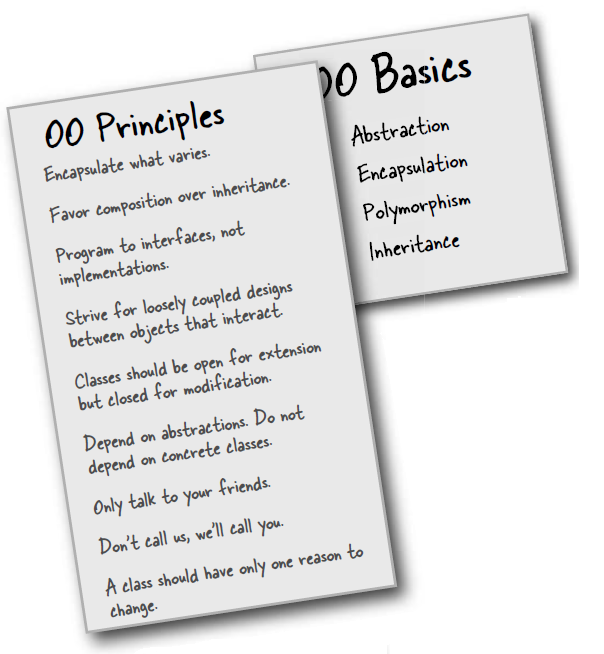 OO Principles
Encapsulate what varies.
Favor composition over inheritance.
Program to interfaces, not
implementations.
Strive for loosely coupled designs
between objects that interact.
Classes should be open for extension
but closed for modification.
Depend on abstractions. Do not
depend on concrete classes.
Only talk to your friends.
Don't call us, we'll call you.
A class should have only one reason to
change.
OO Basics
Abstraction
Encapsulation
Polymorphism
Inheritance